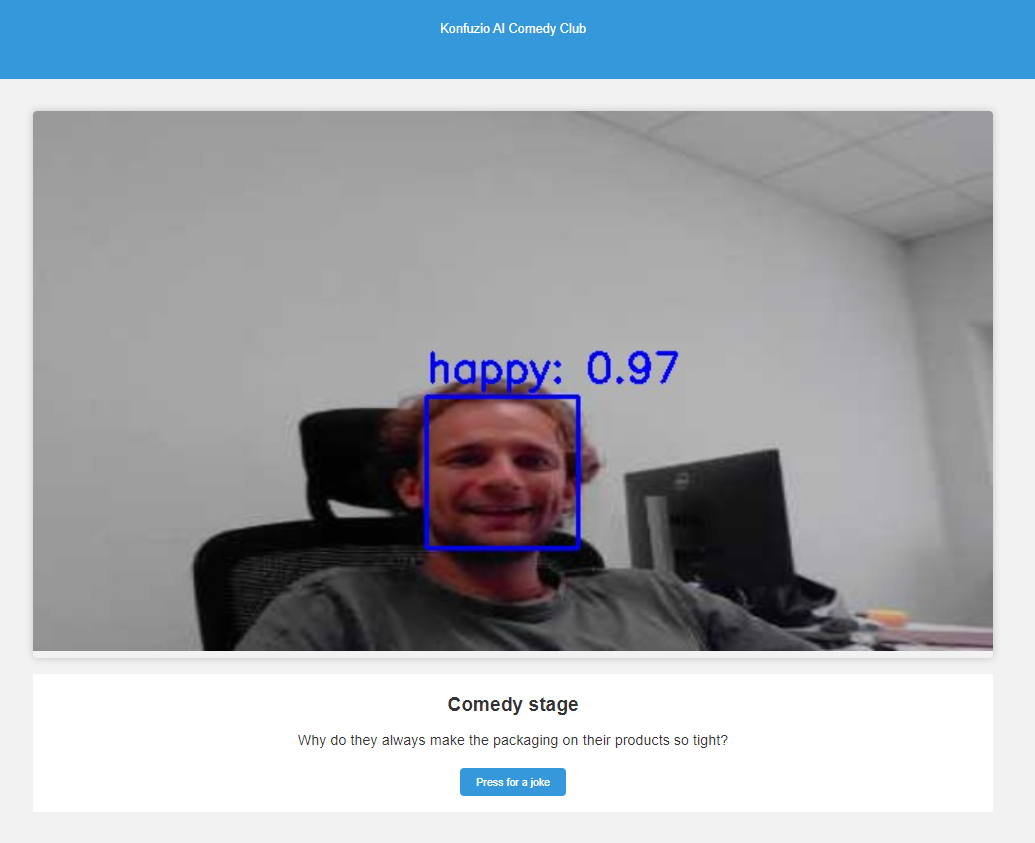 Konfuzio AI Comedy Club
happy: 0.97
Comedy stage
Why do they always make the packaging on their products so tight?
Press for a joke